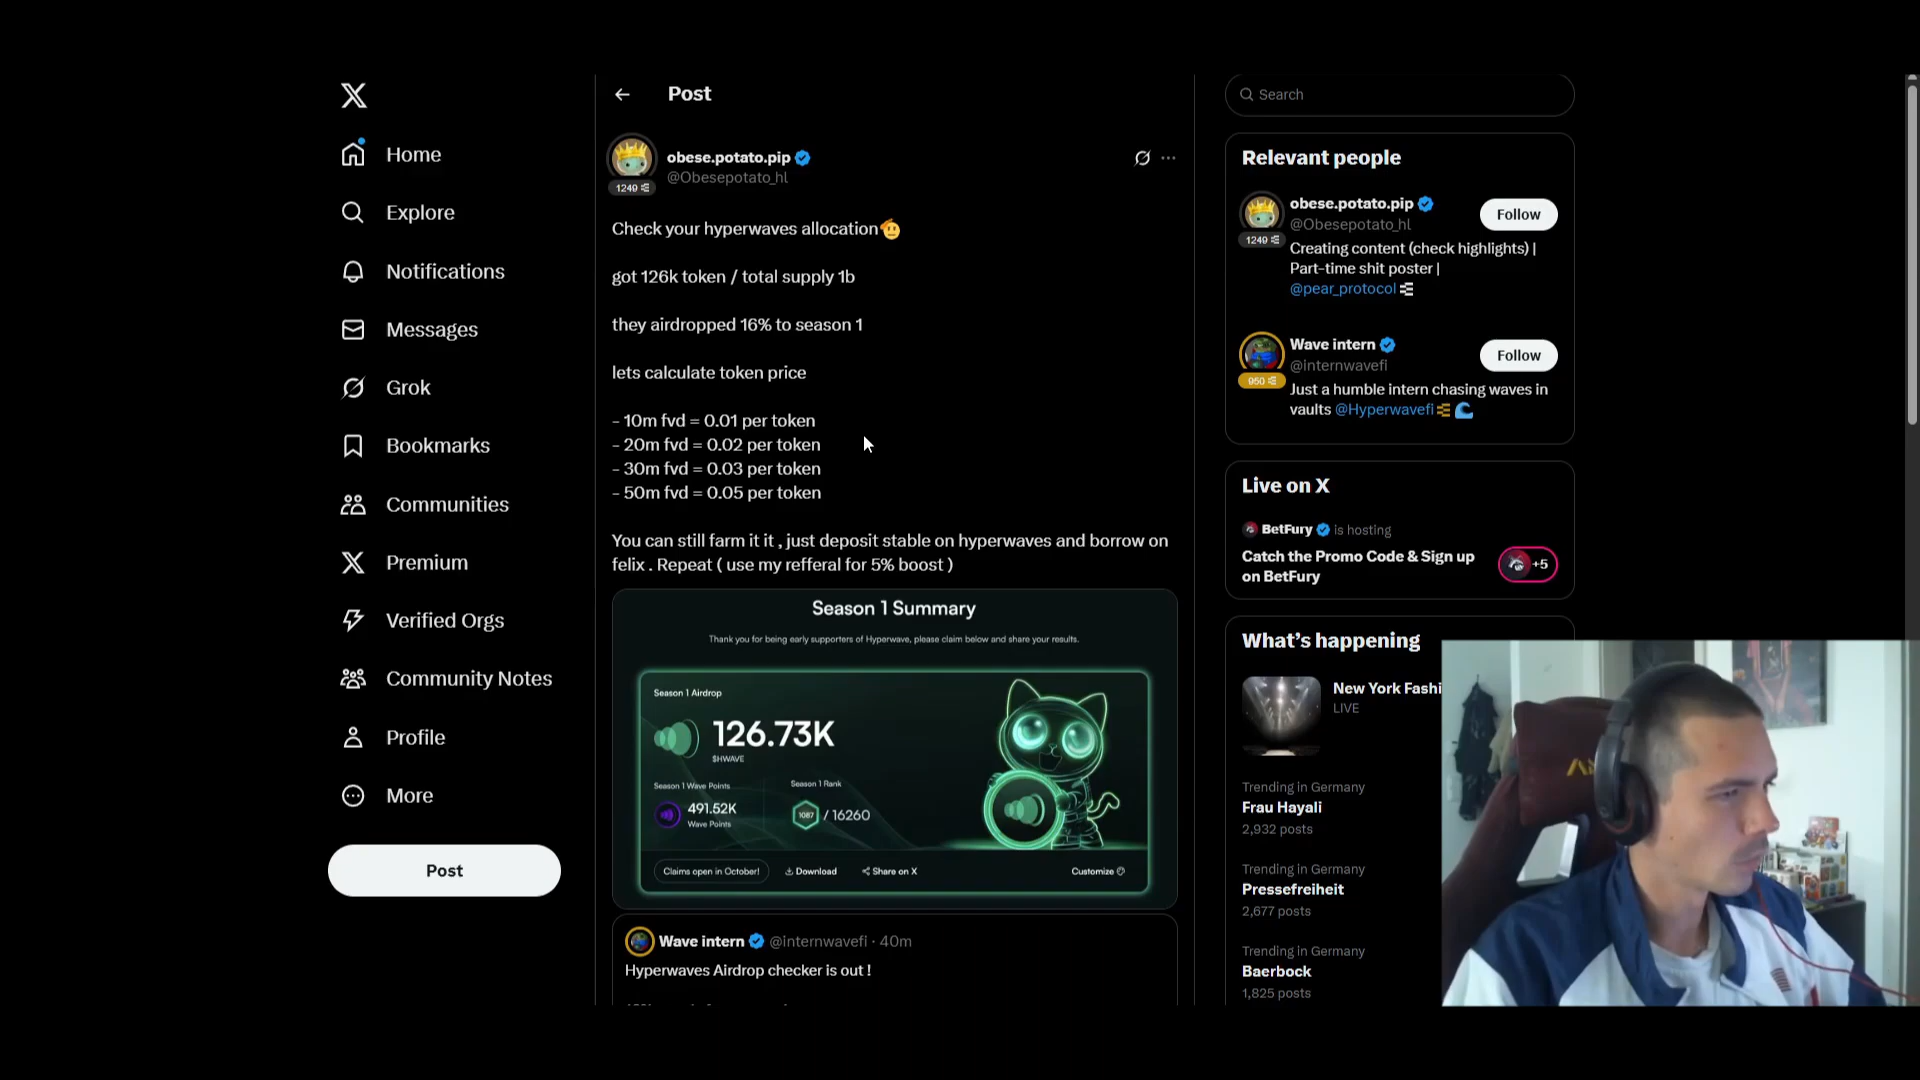 Home
Explore
Notifications
Messages
Grok
Bookmarks
Communities
Premium
Verified Orgs
Community Notes
Profile
More
Post
Post
obese.potato.pip
@Obesepotato_hl
1249
Check your hyperwaves allocation
got 126k token / total supply 1b
they airdropped 16% to season 1
lets calculate token price
- 10m fvd = 0.01 per token
- 20m fvd = 0.02 per token
- 30m fvd = 0.03 per token
- 50m fvd = 0.05 per token
You can still farm it it , just deposit stable on hyperwaves and borrow on
felix . Repeat ( use my refferal for 5% boost )
Season 1 Summary
Thank you for being early supporters of Hyperwave, please claim below and share your results.
Season 1 Airdrop
126.73K
$HWAVE
Season 1 Wave Points
491.52K
Wave Points
Season 1 Rank
1087 / 16260
Claims open in October!
Download
Share on X
Customize
Wave intern @internwavefi · 40m
Hyperwaves Airdrop checker is out !
Search
Relevant people
obese.potato.pip
@Obesepotato_hl
1249
Follow
Creating content (check highlights) |
Part-time shit poster |
@pear_protocol
Wave intern
@internwavefi
950
Follow
Just a humble intern chasing waves in
vaults @Hyperwavefi
Live on X
BetFury is hosting
Catch the Promo Code & Sign up
on BetFury
+5
What's happening
New York Fashi
LIVE
Trending in Germany
Frau Hayali
2,932 posts
Trending in Germany
Pressefreiheit
2,677 posts
Trending in Germany
Baerbock
1,825 posts